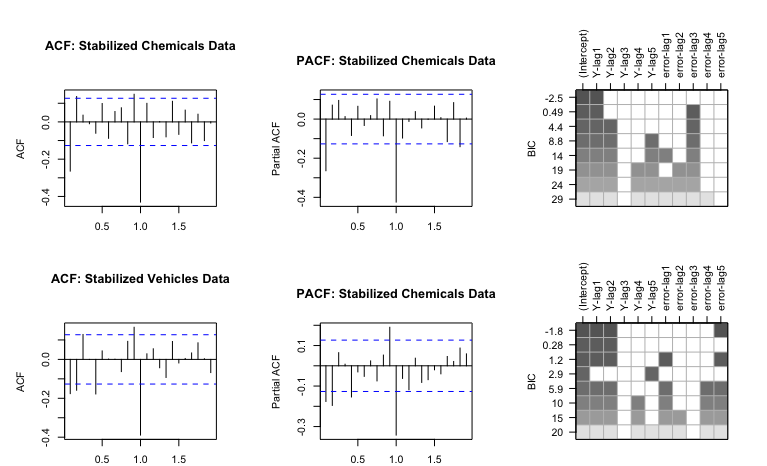 ACF: Stabilized Chemicals Data
ACF
0.0
-0.2
-0.4
0.5 1.0 1.5
PACF: Stabilized Chemicals Data
Partial ACF
0.0
-0.2
-0.4
0.5 1.0 1.5
(Intercept)
Y-lag1
Y-lag2
Y-lag3
Y-lag4
Y-lag5
error-lag1
error-lag2
error-lag3
error-lag4
error-lag5
BIC
-2.5
0.49
4.4
8.8
14
19
24
29
ACF: Stabilized Vehicles Data
ACF
0.0
-0.2
-0.4
0.5 1.0 1.5
PACF: Stabilized Chemicals Data
Partial ACF
0.1
-0.1
-0.3
0.5 1.0 1.5
(Intercept)
Y-lag1
Y-lag2
Y-lag3
Y-lag4
Y-lag5
error-lag1
error-lag2
error-lag3
error-lag4
error-lag5
BIC
-1.8
0.28
1.2
2.9
5.9
10
15
20